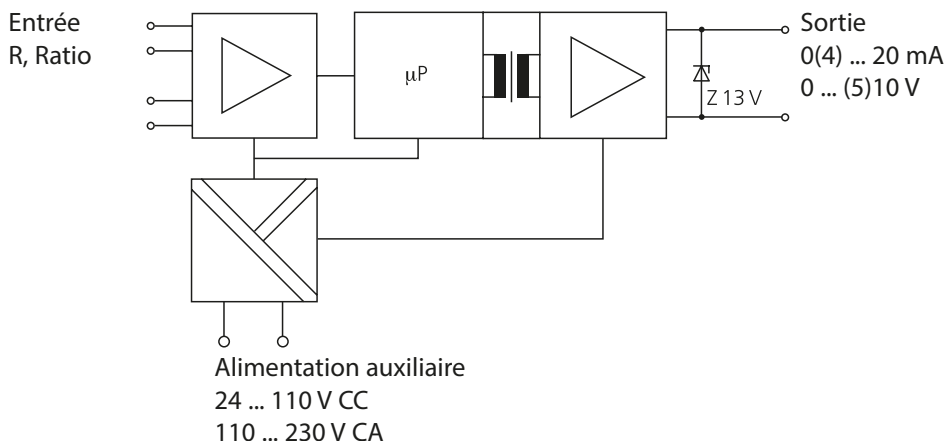 Entrée
R, Ratio
µP
Z 13 V
Sortie
0(4) ... 20 mA
0 ... (5)10 V
Alimentation auxiliaire
24 ... 110 V CC
110 ... 230 V CA